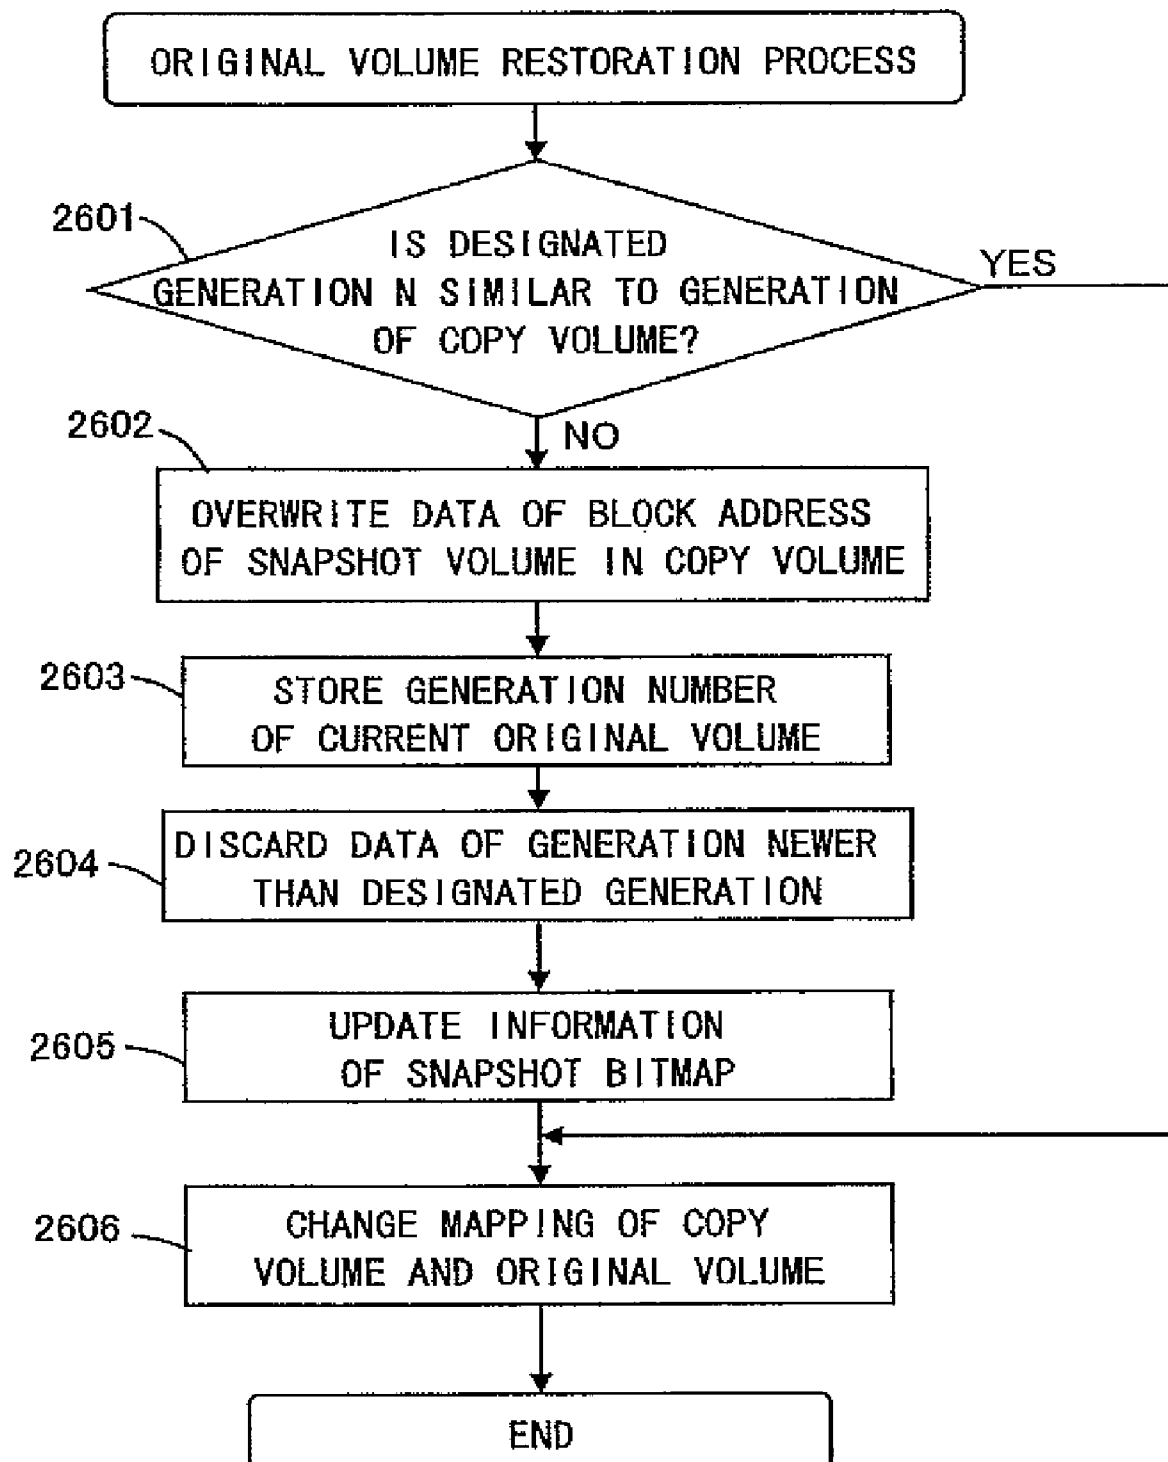 ORIGINAL VOLUME RESTORATION PROCESS
2601
IS DESIGNATED
GENERATION N SIMILAR TO GENERATION
OF COPY VOLUME?
YES
NO
2602
OVERWRITE DATA OF BLOCK ADDRESS
OF SNAPSHOT VOLUME IN COPY VOLUME
2603
STORE GENERATION NUMBER
OF CURRENT ORIGINAL VOLUME
2604
DISCARD DATA OF GENERATION NEWER
THAN DESIGNATED GENERATION
2605
UPDATE INFORMATION
OF SNAPSHOT BITMAP
2606
CHANGE MAPPING OF COPY
VOLUME AND ORIGINAL VOLUME
END